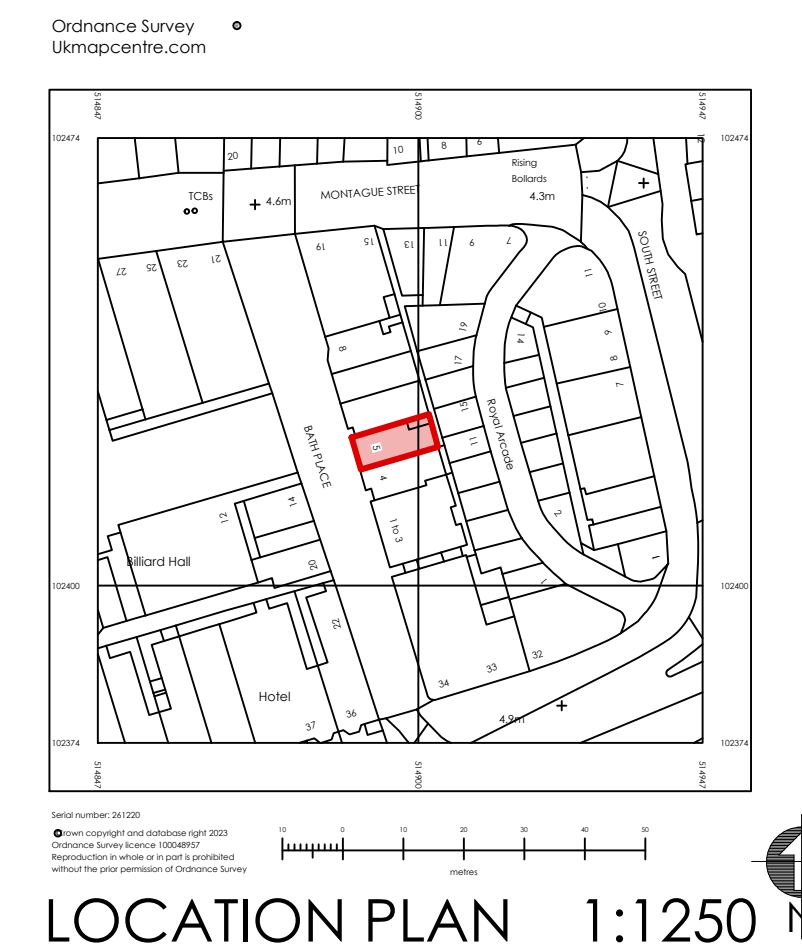 Ordnance Survey
Ukmapcentre.com
514847
514900
514947
102474
102474
10
8
6
12
20
Rising
Bollards
TCBs
4.6m
MONTAGUE STREET
4.3m
SOUTH STREET
27
25
23
21
19
15
13
11
9
7
11
10
9
8
7
8
16
14
17
15
Royal Arcade
11
BATH PLACE
5
4
14
12
1 to 3
2
Billiard Hall
20
1
1
102400
102400
22
32
33
34
Hotel
36
37
4.9m
102374
102374
514847
514900
514947
Serial number: 261220
Crown copyright and database right 2023
Ordnance Survey licence 100048957
Reproduction in whole or in part is prohibited
without the prior permission of Ordnance Survey
10 0 10 20 30 40 50
metres
LOCATION PLAN 1:1250
N